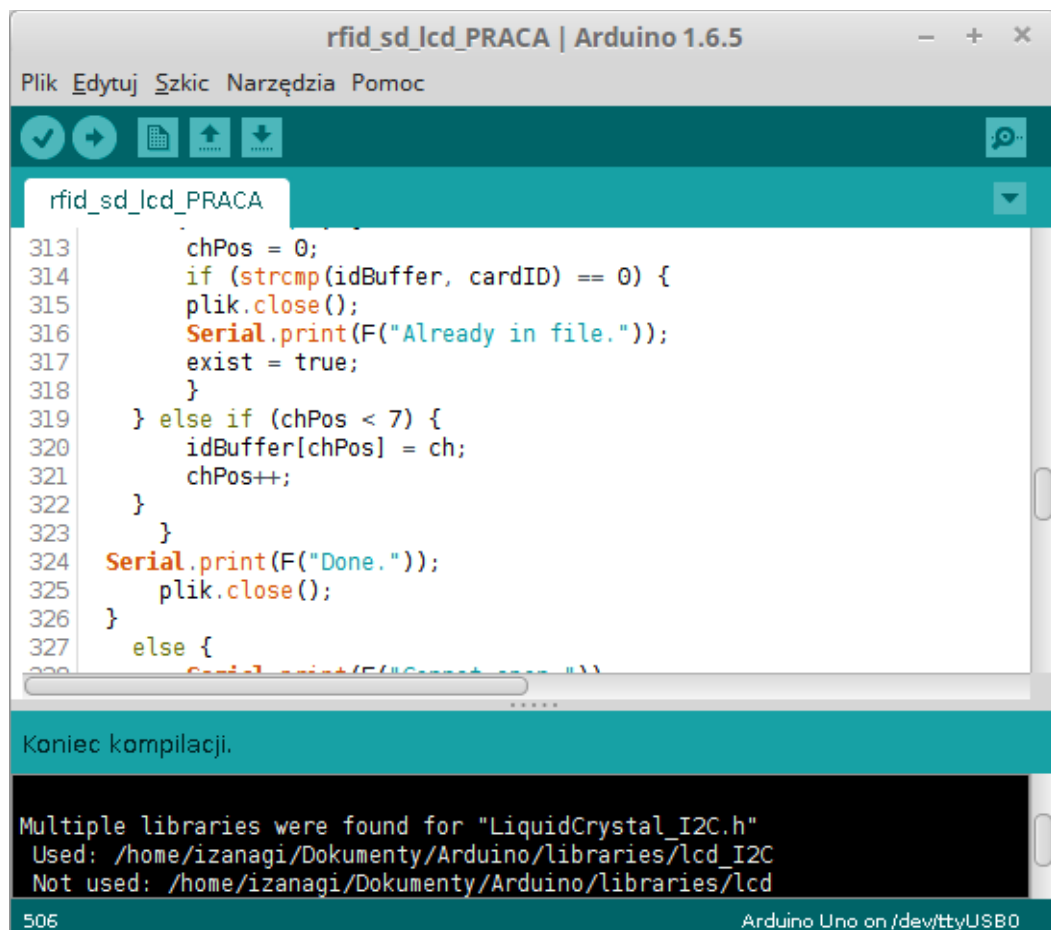 rfid_sd_lcd_PRACA | Arduino 1.6.5
Plik Edytuj Szkic Narzędzia Pomoc
rfid_sd_lcd_PRACA
313 chPos = 0;
314 if (strcmp(idBuffer, cardID) == 0) {
315 plik.close();
316 Serial.print(F("Already in file."));
317 exist = true;
318 }
319 } else if (chPos < 7) {
320 idBuffer[chPos] = ch;
321 chPos++;
322 }
323 }
324 Serial.print(F("Done."));
325 plik.close();
326 }
327 else {
Koniec kompilacji.
Multiple libraries were found for "LiquidCrystal_I2C.h"
Used: /home/izanagi/Dokumenty/Arduino/libraries/lcd_I2C
Not used: /home/izanagi/Dokumenty/Arduino/libraries/lcd
506 Arduino Uno on /dev/ttyUSB0